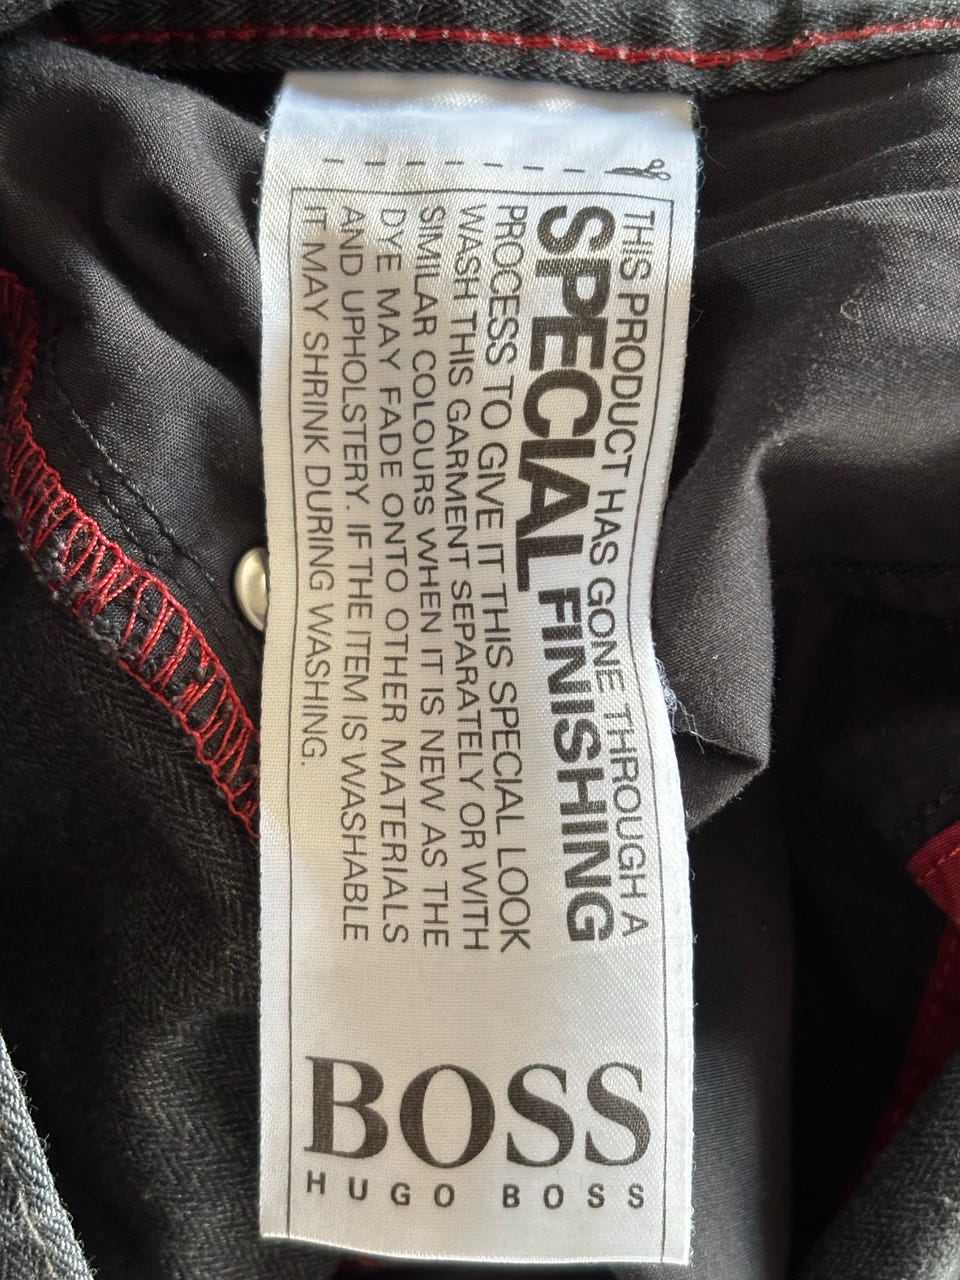 THIS PRODUCT HAS GONE THROUGH A
SPECIAL FINISHING
PROCESS TO GIVE IT THIS SPECIAL LOOK
WASH THIS GARMENT SEPARATELY OR WITH
SIMILAR COLOURS WHEN IT IS NEW AS THE
DYE MAY FADE ONTO OTHER MATERIALS
AND UPHOLSTERY. IF THE ITEM IS WASHABLE
IT MAY SHRINK DURING WASHING.
BOSS
HUGO BOSS